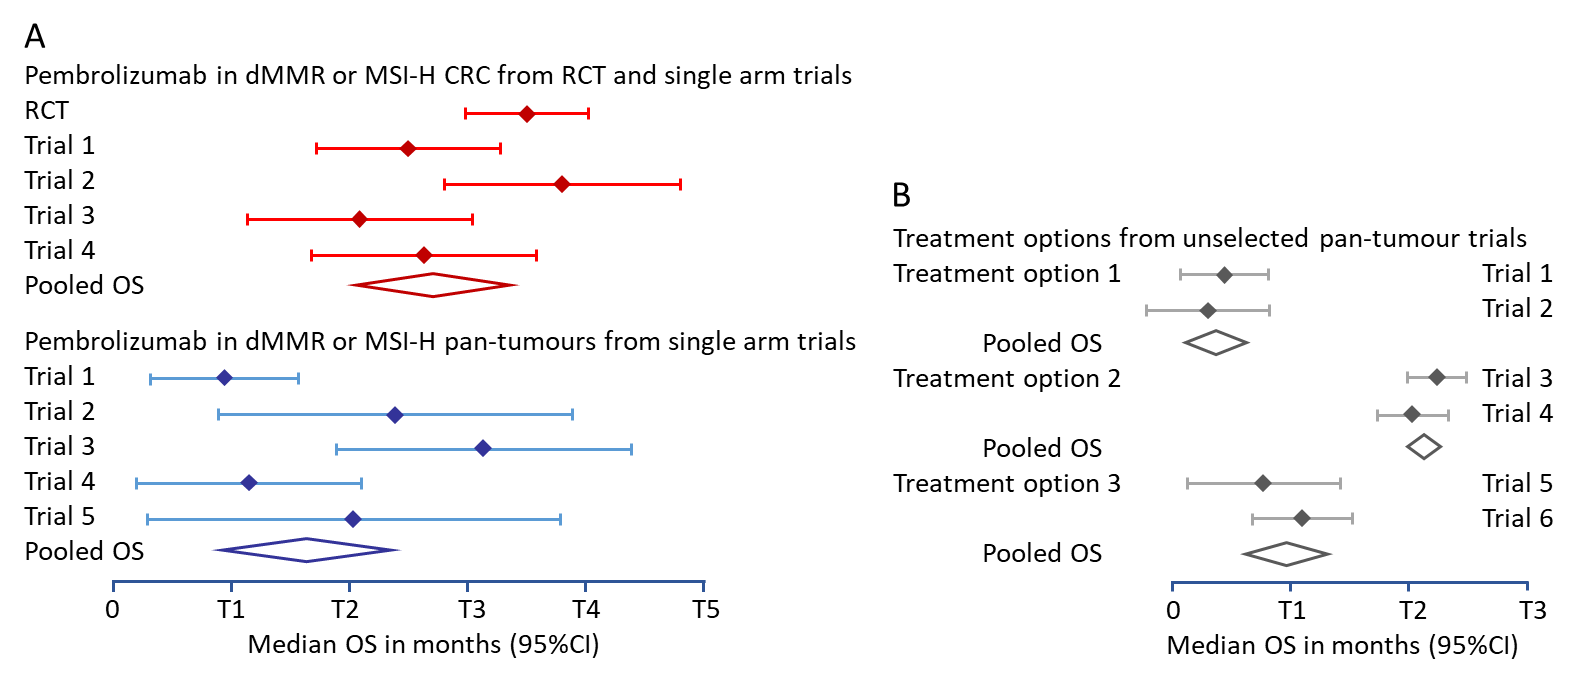 A
Pembrolizumab in dMMR or MSI-H CRC from RCT and single arm trials
RCT
Trial 1
Trial 2
Trial 3
Trial 4
Pooled OS
Pembrolizumab in dMMR or MSI-H pan-tumours from single arm trials
Trial 1
Trial 2
Trial 3
Trial 4
Trial 5
Pooled OS
0 T1 T2 T3 T4 T5
Median OS in months (95%CI)
B
Treatment options from unselected pan-tumour trials
Treatment option 1 Trial 1
Trial 2
Pooled OS
Treatment option 2 Trial 3
Trial 4
Pooled OS
Treatment option 3 Trial 5
Trial 6
Pooled OS
0 T1 T2 T3
Median OS in months (95%CI)